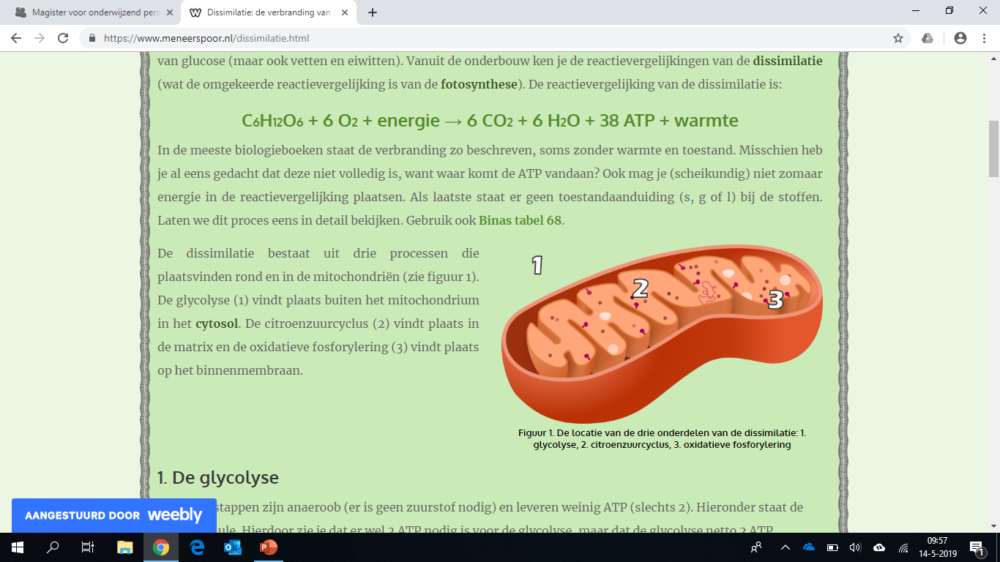 Magister voor onderwijzend pers
Dissimilatie: de verbranding van
https://www.meneerspoor.nl/dissimilatie.html
van glucose (maar ook vetten en eiwitten). Vanuit de onderbouw ken je de reactievergelijkingen van de dissimilatie
(wat de omgekeerde reactievergelijking is van de fotosynthese). De reactievergelijking van de dissimilatie is:
C6H12O6 + 6 O2 + energie → 6 CO2 + 6 H2O + 38 ATP + warmte
In de meeste biologieboeken staat de verbranding zo beschreven, soms zonder warmte en toestand. Misschien heb
je al eens gedacht dat deze niet volledig is, want waar komt de ATP vandaan? Ook mag je (scheikundig) niet zomaar
energie in de reactievergelijking plaatsen. Als laatste staat er geen toestandaanduiding (s, g of l) bij de stoffen.
Laten we dit proces eens in detail bekijken. Gebruik ook Binas tabel 68.
De dissimilatie bestaat uit drie processen die
plaatsvinden rond en in de mitochondriën (zie figuur 1).
De glycolyse (1) vindt plaats buiten het mitochondrium
in het cytosol. De citroenzuurcyclus (2) vindt plaats in
de matrix en de oxidatieve fosforylering (3) vindt plaats
op het binnenmembraan.
1
2
3
Figuur 1. De locatie van de drie onderdelen van de dissimilatie: 1.
glycolyse, 2. citroenzuurcyclus, 3. oxidatieve fosforylering
1. De glycolyse
stappen zijn anaeroob (er is geen zuurstof nodig) en leveren weinig ATP (slechts 2). Hieronder staat de
Hierdoor zie je dat er wel 2 ATP nodig is voor de glycolyse, maar dat de glycolyse netto 2 ATP
AANGESTUURD DOOR weebly
09:57
14-5-2019
1